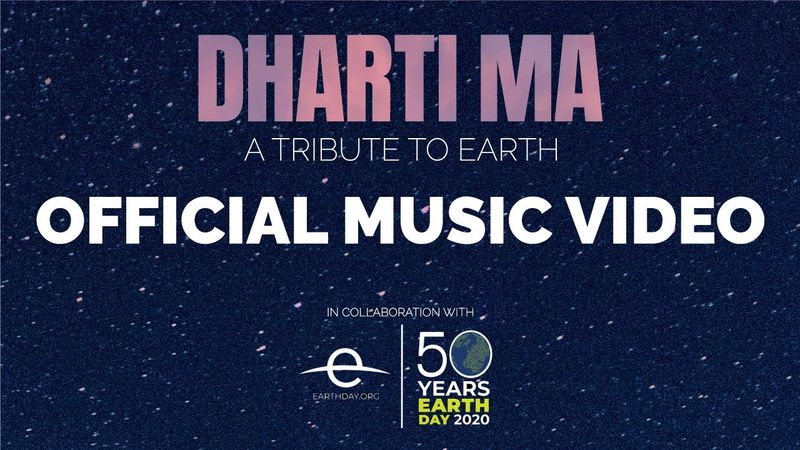 DHARTI MA
A TRIBUTE TO EARTH
OFFICIAL MUSIC VIDEO
IN COLLABORATION WITH
e
EARTHDAY.ORG
50
YEARS
EARTH
DAY 2020